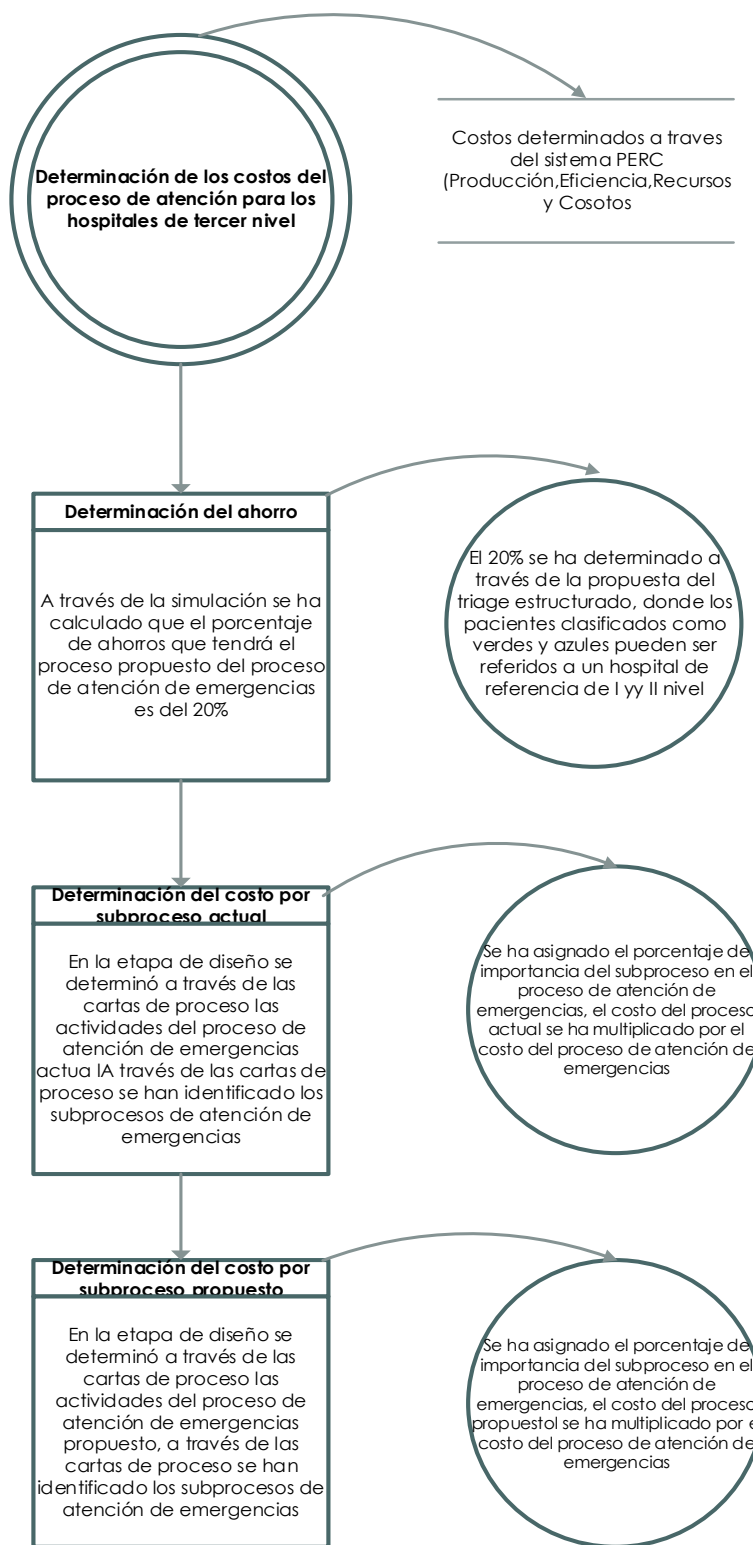 Determinación de los costos del
proceso de atención para los
hospitales de tercer nivel
Costos determinados a traves
del sistema PERC
(Producción,Eficiencia,Recursos
y Cosotos
Determinación del ahorro
A través de la simulación se ha
calculado que el porcentaje
de ahorros que tendrá el
proceso propuesto del proceso
de atención de emergencias
es del 20%
El 20% se ha determinado a
través de la propuesta del
triage estructurado, donde los
pacientes clasificados como
verdes y azules pueden ser
referidos a un hospital de
referencia de I yy II nivel
Determinación del costo por
subproceso actual
En la etapa de diseño se
determinó a través de las
cartas de proceso las
actividades del proceso de
atención de emergencias
actua lA través de las cartas de
proceso se han identificado los
subprocesos de atención de
emergencias
Se ha asignado el porcentaje de
importancia del subproceso en el
proceso de atención de
emergencias, el costo del proceso
actual se ha multiplicado por el
costo del proceso de atención de
emergencias
Determinación del costo por
subproceso propuesto
En la etapa de diseño se
determinó a través de las
cartas de proceso las
actividades del proceso de
atención de emergencias
propuesto, a través de las
cartas de proceso se han
identificado los subprocesos de
atención de emergencias
Se ha asignado el porcentaje de
importancia del subproceso en el
proceso de atención de
emergencias, el costo del proceso
propuestol se ha multiplicado por e
costo del proceso de atención de
emergencias